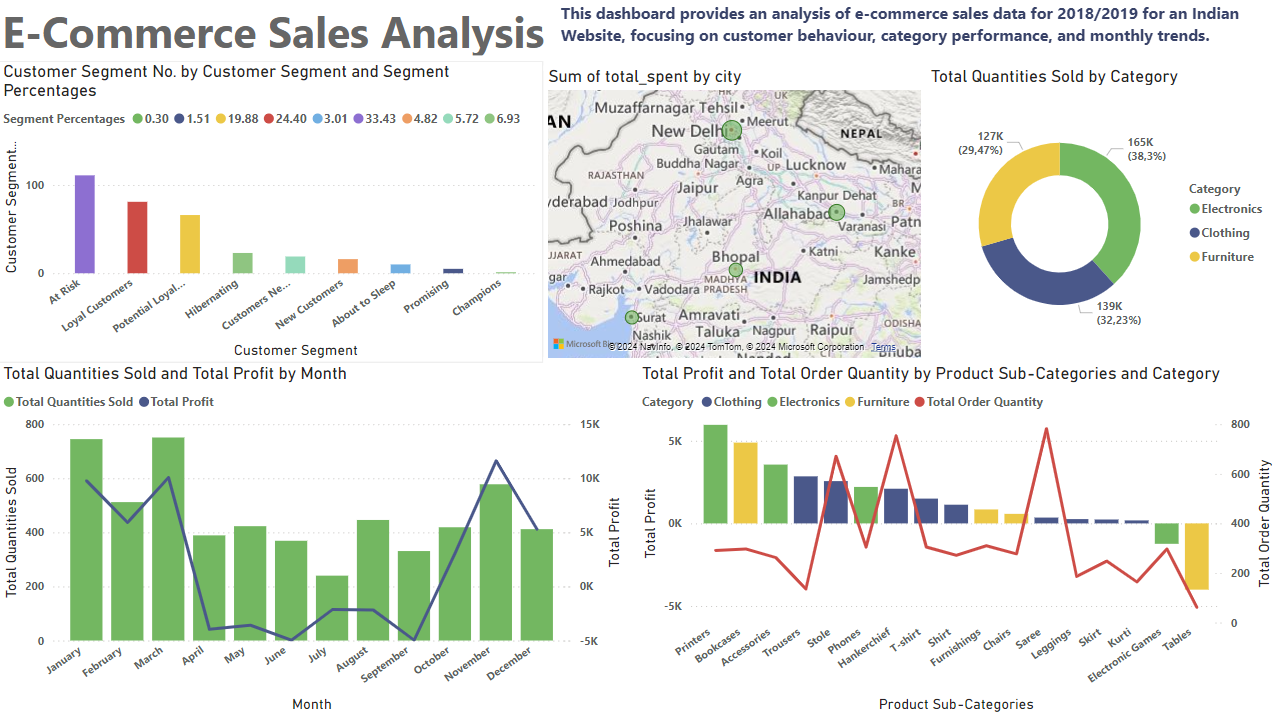 E-Commerce Sales Analysis
This dashboard provides an analysis of e-commerce sales data for 2018/2019 for an Indian
Website, focusing on customer behaviour, category performance, and monthly trends.
Customer Segment No. by Customer Segment and Segment
Percentages
Segment Percentages 0.30 1.51 19.88 24.40 3.01 33.43 4.82 5.72 6.93
Customer Segment...
100
0
At Risk
Loyal Customers
Potential Loyal...
Hibernating
Customers Ne...
New Customers
About to Sleep
Promising
Champions
Customer Segment
Sum of total_spent by city
HR
UK
Muzaffarnagar Tehsil
AN
Meerut
New Delhi
NEPAL
Gautam
Buddha Nagar
Koil
UP
Lucknow
Mahara
RAJASTHAN
Jaipur
Agra
yderabad
Jodhpur
Kanpur Dehat
BR
Allahabad
Patn
Poshina
Jhalawar
Varanasi
UJARAT
Ahmedabad
Bhopal
Katni
Kanke
gar
Rajkot
Vadodara
MADHYA
PRADESH
INDIA
Jamshedp
Surat
Amravati
Nashik
Taluka
Nagpur
Raipur
ODISHA
Microsoft Bi
© 2024 NavInfo, © 2024 TomTom, © 2024 Microsoft Corporation Terms
Bhuba
Total Quantities Sold by Category
127K
(29,47%)
165K
(38,3%)
139K
(32,23%)
Category
Electronics
Clothing
Furniture
Total Quantities Sold and Total Profit by Month
Total Quantities Sold Total Profit
Total Quantities Sold
800
600
400
200
0
15K
10K
5K
0K
-5K
Total Profit
January
February
March
April
May
June
July
August
September
October
November
December
Month
Total Profit and Total Order Quantity by Product Sub-Categories and Category
Category Clothing Electronics Furniture Total Order Quantity
Total Profit
5K
0K
-5K
800
600
400
200
0
Total Order Quantity
Printers
Bookcases
Accessories
Trousers
Stole
Phones
Hankerchief
T-shirt
Shirt
Furnishings
Chairs
Saree
Leggings
Skirt
Kurti
Electronic Games
Tables
Product Sub-Categories